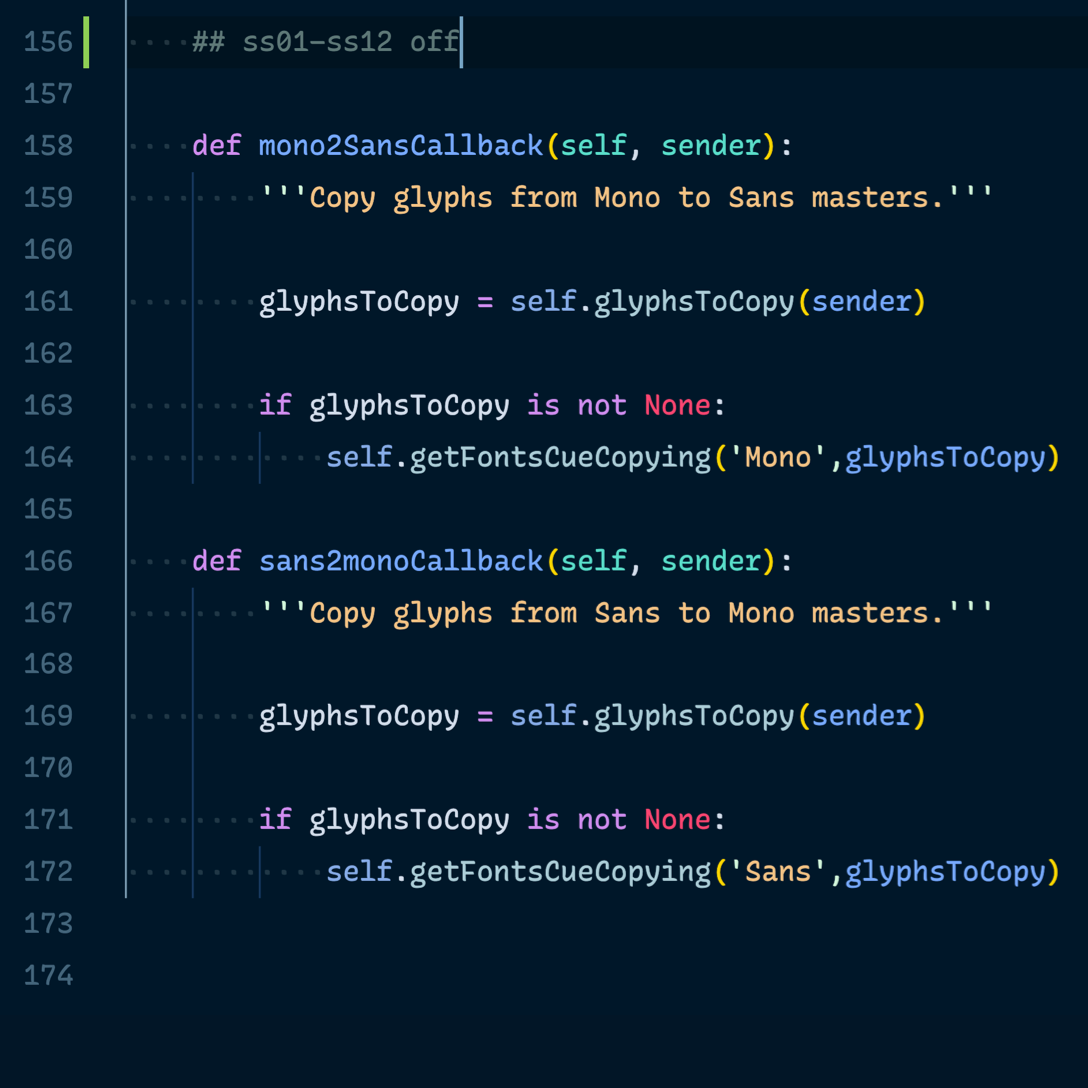 156     ## ss01-ss12 off
157
158     def mono2SansCallback(self, sender):
159         '''Copy glyphs from Mono to Sans masters.'''
160
161         glyphsToCopy = self.glyphsToCopy(sender)
162
163         if glyphsToCopy is not None:
164             self.getFontsCueCopying('Mono',glyphsToCopy)
165
166     def sans2monoCallback(self, sender):
167         '''Copy glyphs from Sans to Mono masters.'''
168
169         glyphsToCopy = self.glyphsToCopy(sender)
170
171         if glyphsToCopy is not None:
172             self.getFontsCueCopying('Sans',glyphsToCopy)
173
174